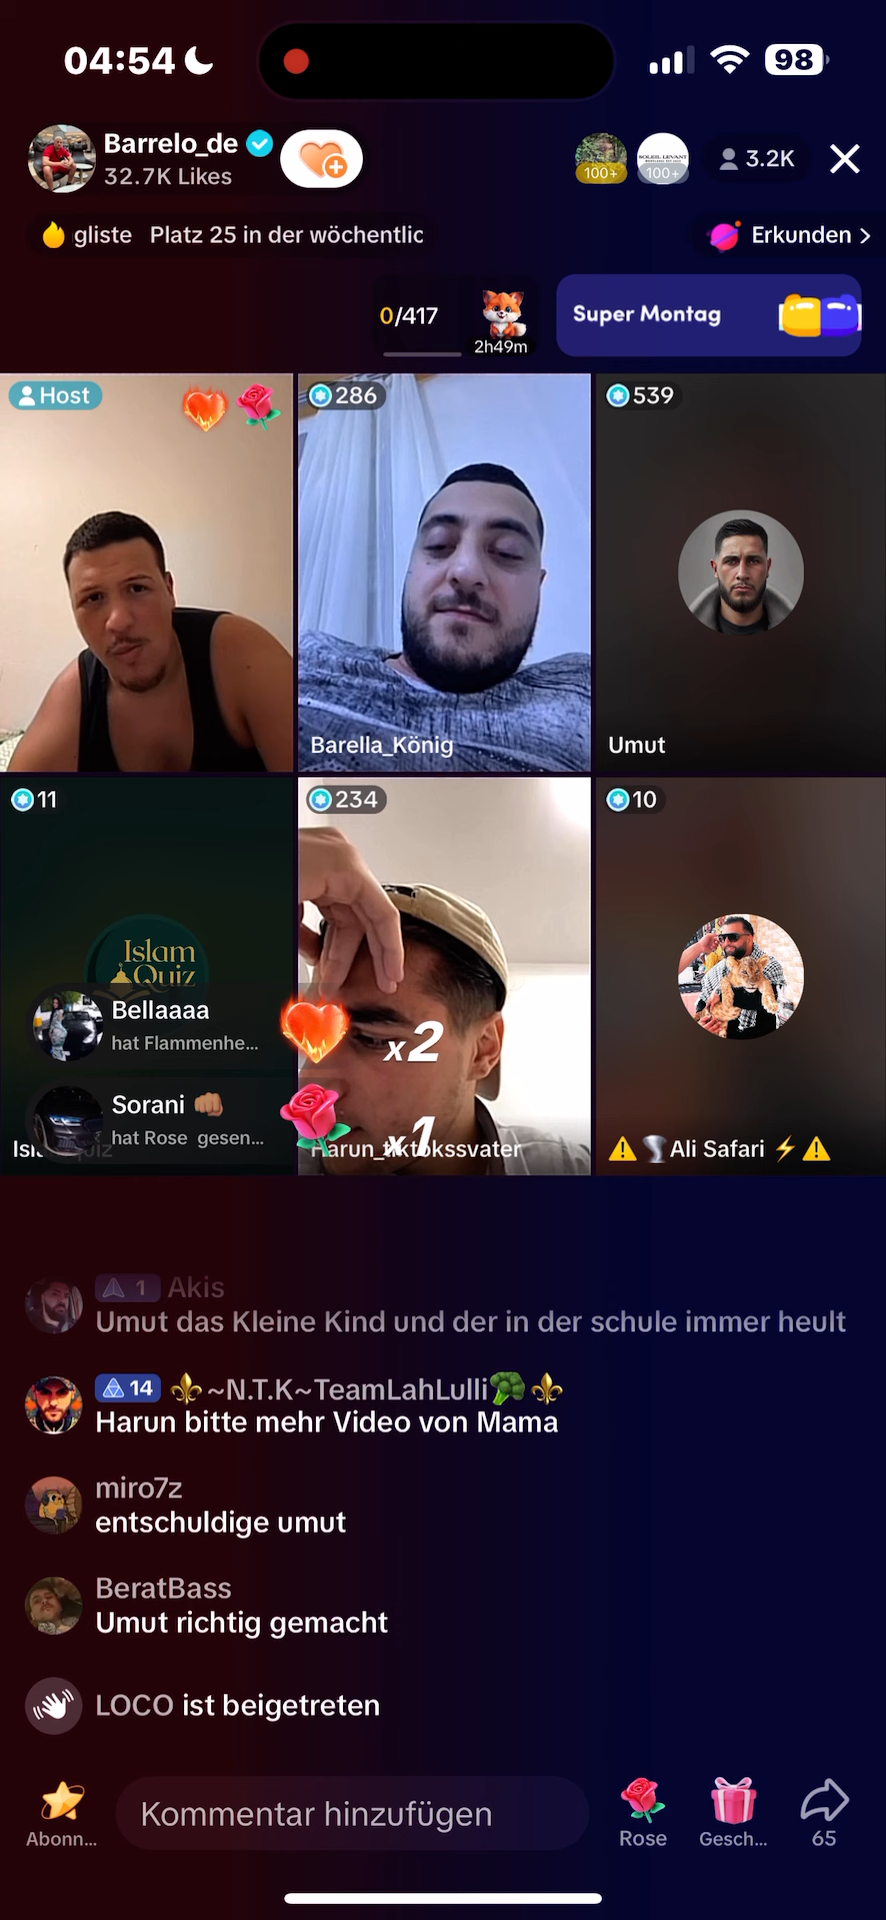 04:54
98
Barrelo_de
32.7K Likes
100+
100+
3.2K
gliste Platz 25 in der wöchentlic
Erkunden >
0/417
2h49m
Super Montag
Host
286
539
Barella_König
Umut
11
234
10
Islam
Quiz
Bellaaaa
hat Flammenhe...
x2
Sorani
hat Rose gesen...
x1
Harun_tiktokssvater
Ali Safari
1 Akis
Umut das Kleine Kind und der in der schule immer heult
14 ~N.T.K~TeamLahLulli
Harun bitte mehr Video von Mama
miro7z
entschuldige umut
BeratBass
Umut richtig gemacht
LOCO ist beigetreten
Abonn...
Kommentar hinzufügen
Rose
Gesch...
65